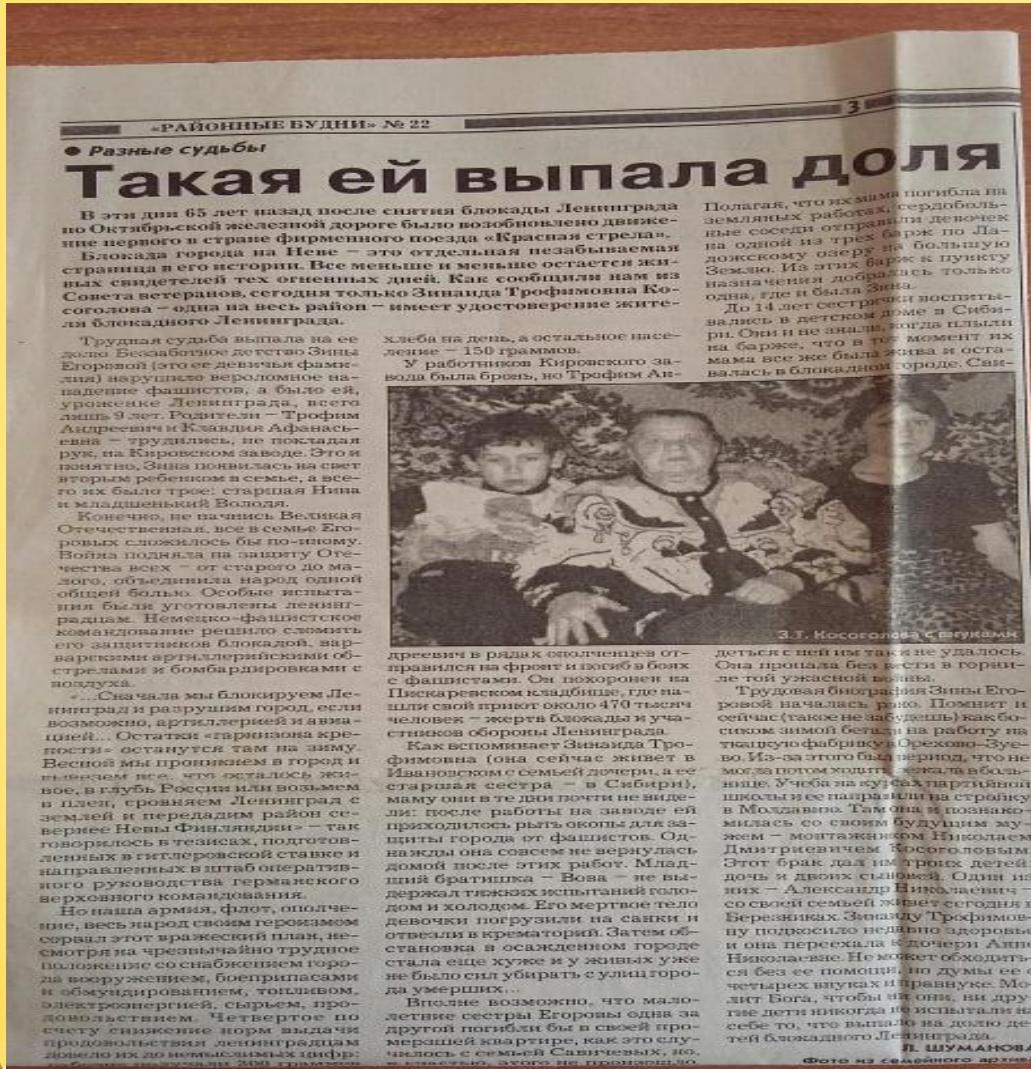 «РАЙОННЫЕ БУДНИ» № 22
3
● Разные судьбы
Такая ей выпала доля
В эти дни 65 лет назад после снятия блокады Ленинграда
по Октябрьской железной дороге было возобновлено движе-
ние первого в стране фирменного поезда «Красная стрела».
Блокада города на Неве – это отдельная незабываемая
страница в его истории. Все меньше и меньше остается жи-
вых свидетелей тех огненных дней. Как сообщили нам из
Совета ветеранов, сегодня только Зинаида Трофимовна Ко-
соголова – одна на весь район – имеет удостоверение жите-
ля блокадного Ленинграда.
Трудная судьба выпала на ее
долю. Беззаботное детство Зины
Егоровой (это ее девичья фами-
лия) нарушило вероломное на-
падение фашистов, а было ей,
уроженке Ленинграда, всего
лишь 9 лет. Родители – Трофим
Андреевич и Клавдия Афанась-
евна – трудились, не покладая
рук, на Кировском заводе. Это и
понятно, Зина появилась на свет
вторым ребенком в семье, а все-
го их было трое: старшая Нина
и младшенький Володя.
Конечно, не начнись Великая
Отечественная, все в семье Его-
ровых сложилось бы по-иному.
Война подняла на защиту Оте-
чества всех – от старого до ма-
лого, объединила народ одной
общей болью. Особые испыта-
ния были уготовлены ленинг-
радцам. Немецко-фашистское
командование решило сломить
его защитников блокадой, вар-
варскими артиллерийскими об-
стрелами и бомбардировками с
воздуха.
«...Сначала мы блокируем Ле-
нинград и разрушим город, если
возможно, артиллерией и авиа-
цией... Остатки «гарнизона кре-
пости» останутся там на зиму.
Весной мы проникнем в город и
вывезем все, что осталось жи-
вое, в глубь России или возьмем
в плен, сровняем Ленинград с
землей и передадим район се-
вернее Невы Финляндии» – так
говорилось в тезисах, подготов-
ленных в гитлеровской ставке и
направленных в штаб оператив-
ного руководства германского
верховного командования.
Но наша армия, флот, ополче-
ние, весь народ своим героизмом
сорвал этот вражеский план, не-
смотря на чрезвычайно трудное
положение со снабжением горо-
да вооружением, боеприпасами
и обмундированием, топливом,
электроэнергией, сырьем, про-
довольствием. Четвертое по
счету снижение норм выдачи
продовольствия ленинградцам
довело их до немыслимых цифр:
рабочие получали 300 граммов
хлеба на день, а остальное насе-
ление – 150 граммов.
У работников Кировского за-
вода была бронь, но Трофим Ан-
дреевич в рядах ополченцев от-
правился на фронт и погиб в боях
с фашистами. Он похоронен на
Пискаревском кладбище, где на-
шли свой приют около 470 тысяч
человек – жертв блокады и уча-
стников обороны Ленинграда.
Как вспоминает Зинаида Тро-
фимовна (она сейчас живет в
Ивановском с семьей дочери, а ее
старшая сестра – в Сибири),
маму они в те дни почти не виде-
ли: после работы на заводе ей
приходилось рыть окопы для за-
щиты города от фашистов. Од-
нажды она совсем не вернулась
домой после этих работ. Млад-
ший братишка – Вова – не вы-
держал тяжких испытаний голо-
дом и холодом. Его мертвое тело
девочки погрузили на санки и
отвезли в крематорий. Затем об-
становка в осажденном городе
стала еще хуже и у живых уже
не было сил убирать с улиц горо-
да умерших...
Вполне возможно, что мало-
летние сестры Егоровы одна за
другой погибли бы в своей про-
мерзшей квартире, как это слу-
чилось с семьей Савичевых, но,
к счастью, этого не произошло.
Полагая, что их мама погибла на
земляных работах, сердоболь-
ные соседи отправили девочек
на одной из трех барж по Ла-
дожскому озеру на большую
Землю. Из этих барж к пункту
назначения добралась только
одна, где и была Зина.
До 14 лет сестрички воспиты-
вались в детском доме в Сиби-
ри. Они и не знали, когда плыли
на барже, что в тот момент их
мама все же была жива и оста-
валась в блокадном городе. Сви-
З.Т. Косоголова с внуками
деться с ней им так и не удалось.
Она пропала без вести в горни-
ле той ужасной войны.
Трудовая биография Зины Его-
ровой началась рано. Помнит и
сейчас (такое не забудешь) как бо-
сиком зимой бегала на работу на
ткацкую фабрику в Орехово-Зуе-
во. Из-за этого был период, что не
могла потом ходить, лежала в боль-
нице. Учеба на курсах партийной
школы и ее направили на стройку
в Молдавию. Там она и познако-
милась со своим будущим му-
жем – монтажником Николаем
Дмитриевичем Косоголовым.
Этот брак дал им троих детей:
дочь и двоих сыновей. Один из
них – Александр Николаевич –
со своей семьей живет сегодня в
Березниках. Зинаиду Трофимов-
ну подкосило недавно здоровье
и она переехала к дочери Анне
Николаевне. Не может обходить-
ся без ее помощи, но думы ее о
четырех внуках и правнуке. Мо-
лит Бога, чтобы ни они, ни дру-
гие дети никогда не испытали на
себе то, что выпало на долю де-
тей блокадного Ленинграда.
Л. ШУМАНОВА
Фото из семейного архива